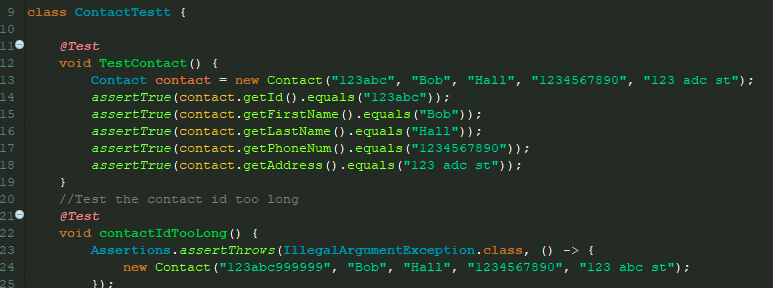 9 class ContactTestt {
10
11 @Test
12 void TestContact() {
13 Contact contact = new Contact("123abc", "Bob", "Hall", "1234567890", "123 adc st");
14 assertTrue(contact.getId().equals("123abc"));
15 assertTrue(contact.getFirstName().equals("Bob"));
16 assertTrue(contact.getLastName().equals("Hall"));
17 assertTrue(contact.getPhoneNum().equals("1234567890"));
18 assertTrue(contact.getAddress().equals("123 adc st"));
19 }
20 //Test the contact id too long
21 @Test
22 void contactIdTooLong() {
23 Assertions.assertThrows(IllegalArgumentException.class, () -> {
24 new Contact("123abc999999", "Bob", "Hall", "1234567890", "123 abc st");
25 });